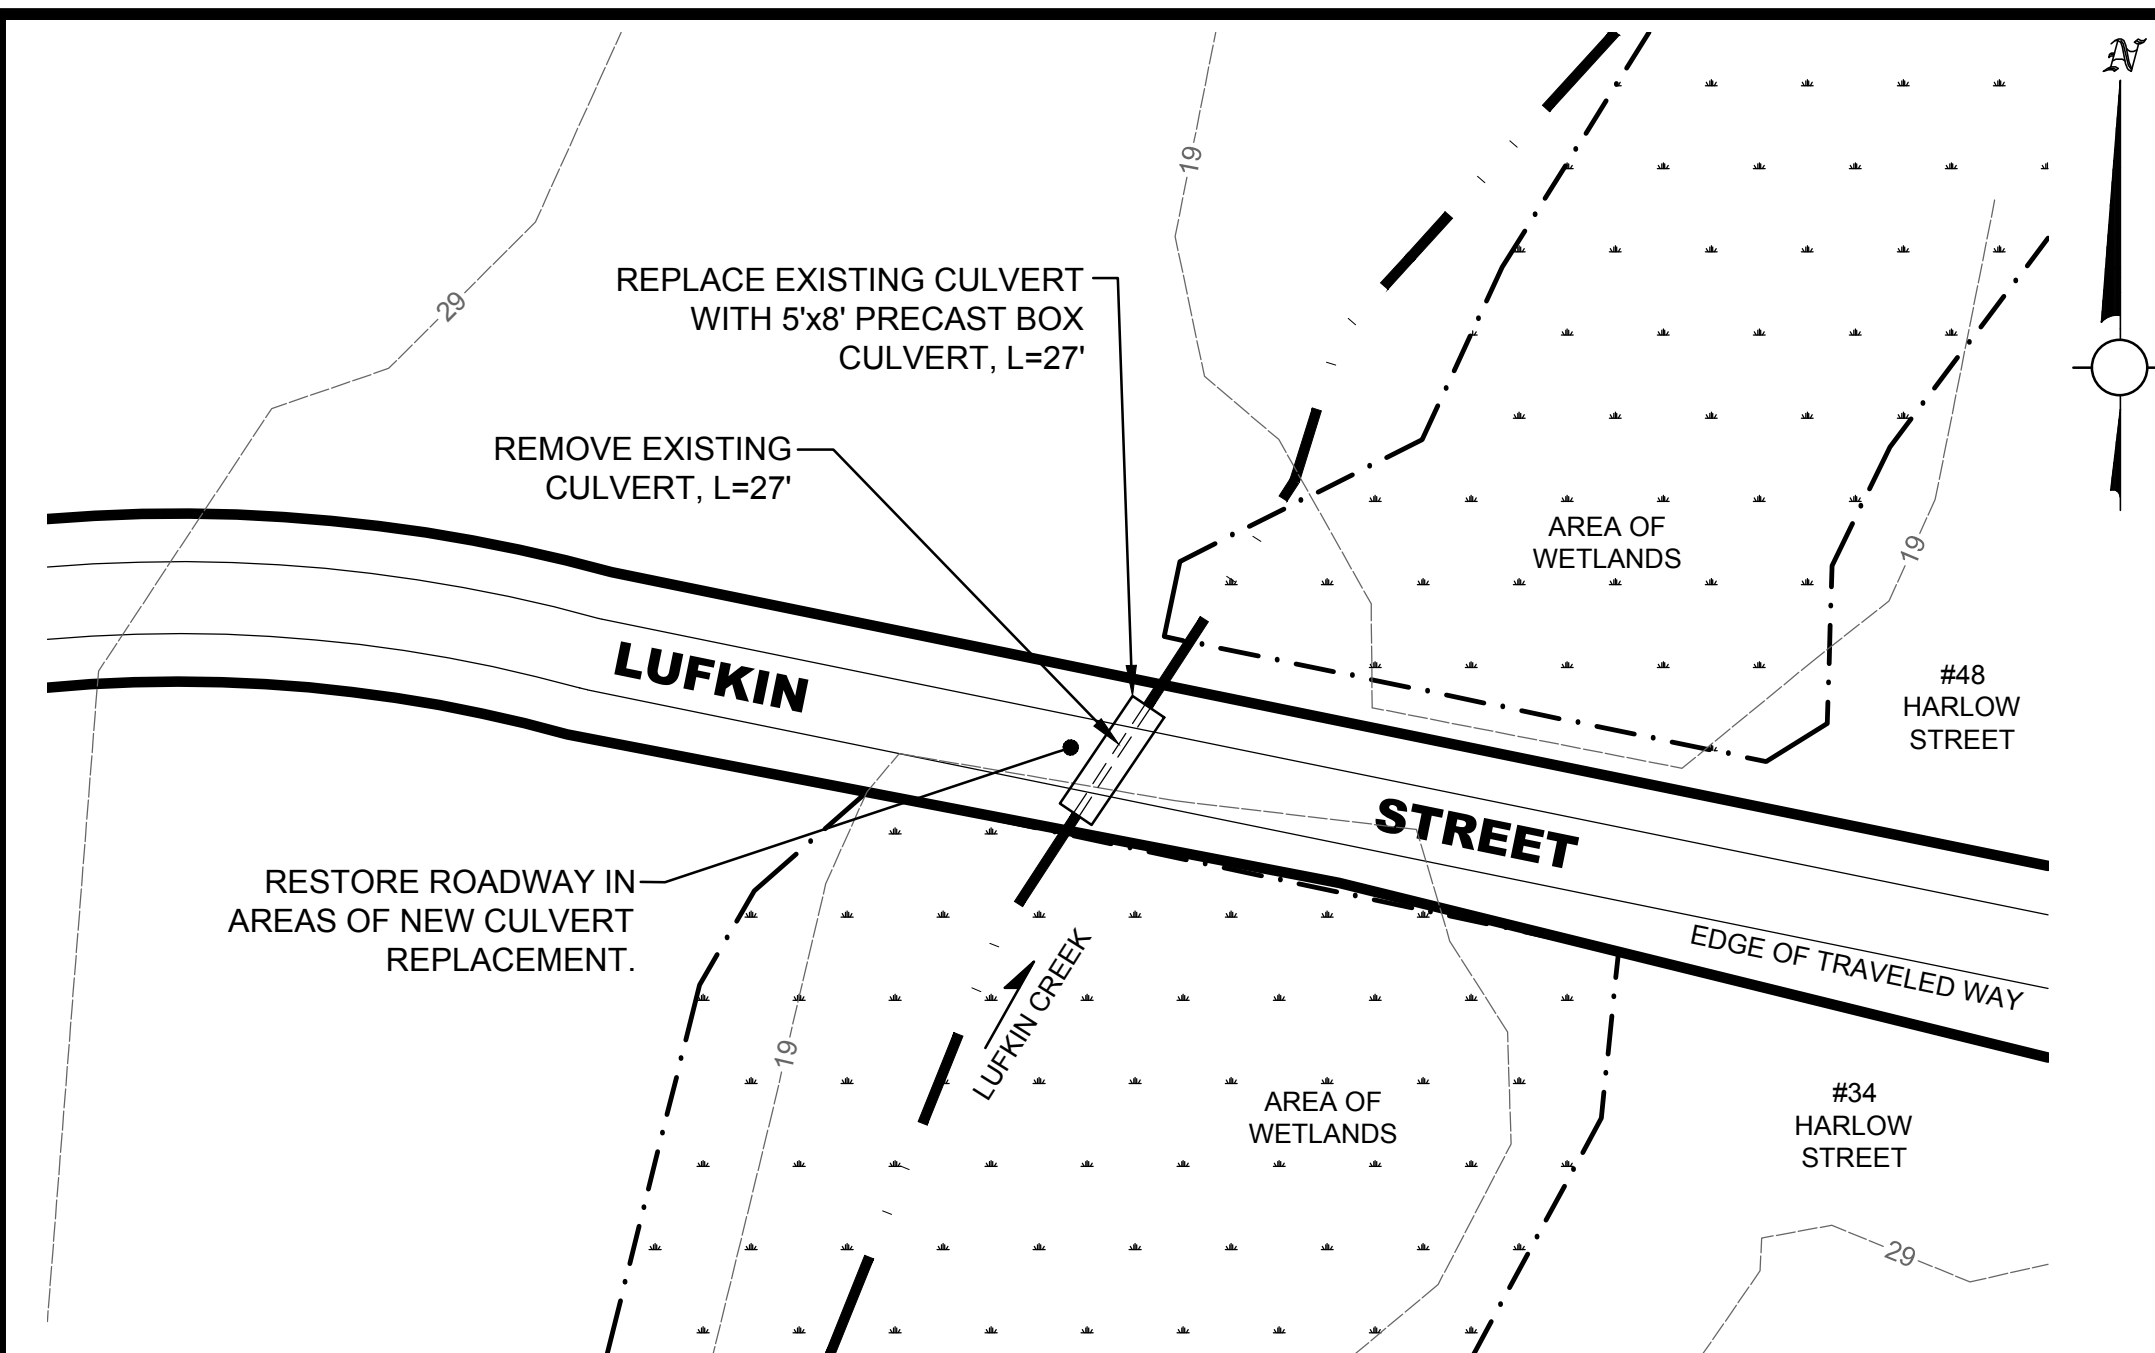 N
29
19
REPLACE EXISTING CULVERT
WITH 5'x8' PRECAST BOX
CULVERT, L=27'
REMOVE EXISTING
CULVERT, L=27'
AREA OF
WETLANDS
19
LUFKIN
#48
HARLOW
STREET
STREET
RESTORE ROADWAY IN
AREAS OF NEW CULVERT
REPLACEMENT.
EDGE OF TRAVELED WAY
LUFKIN CREEK
19
AREA OF
WETLANDS
#34
HARLOW
STREET
29